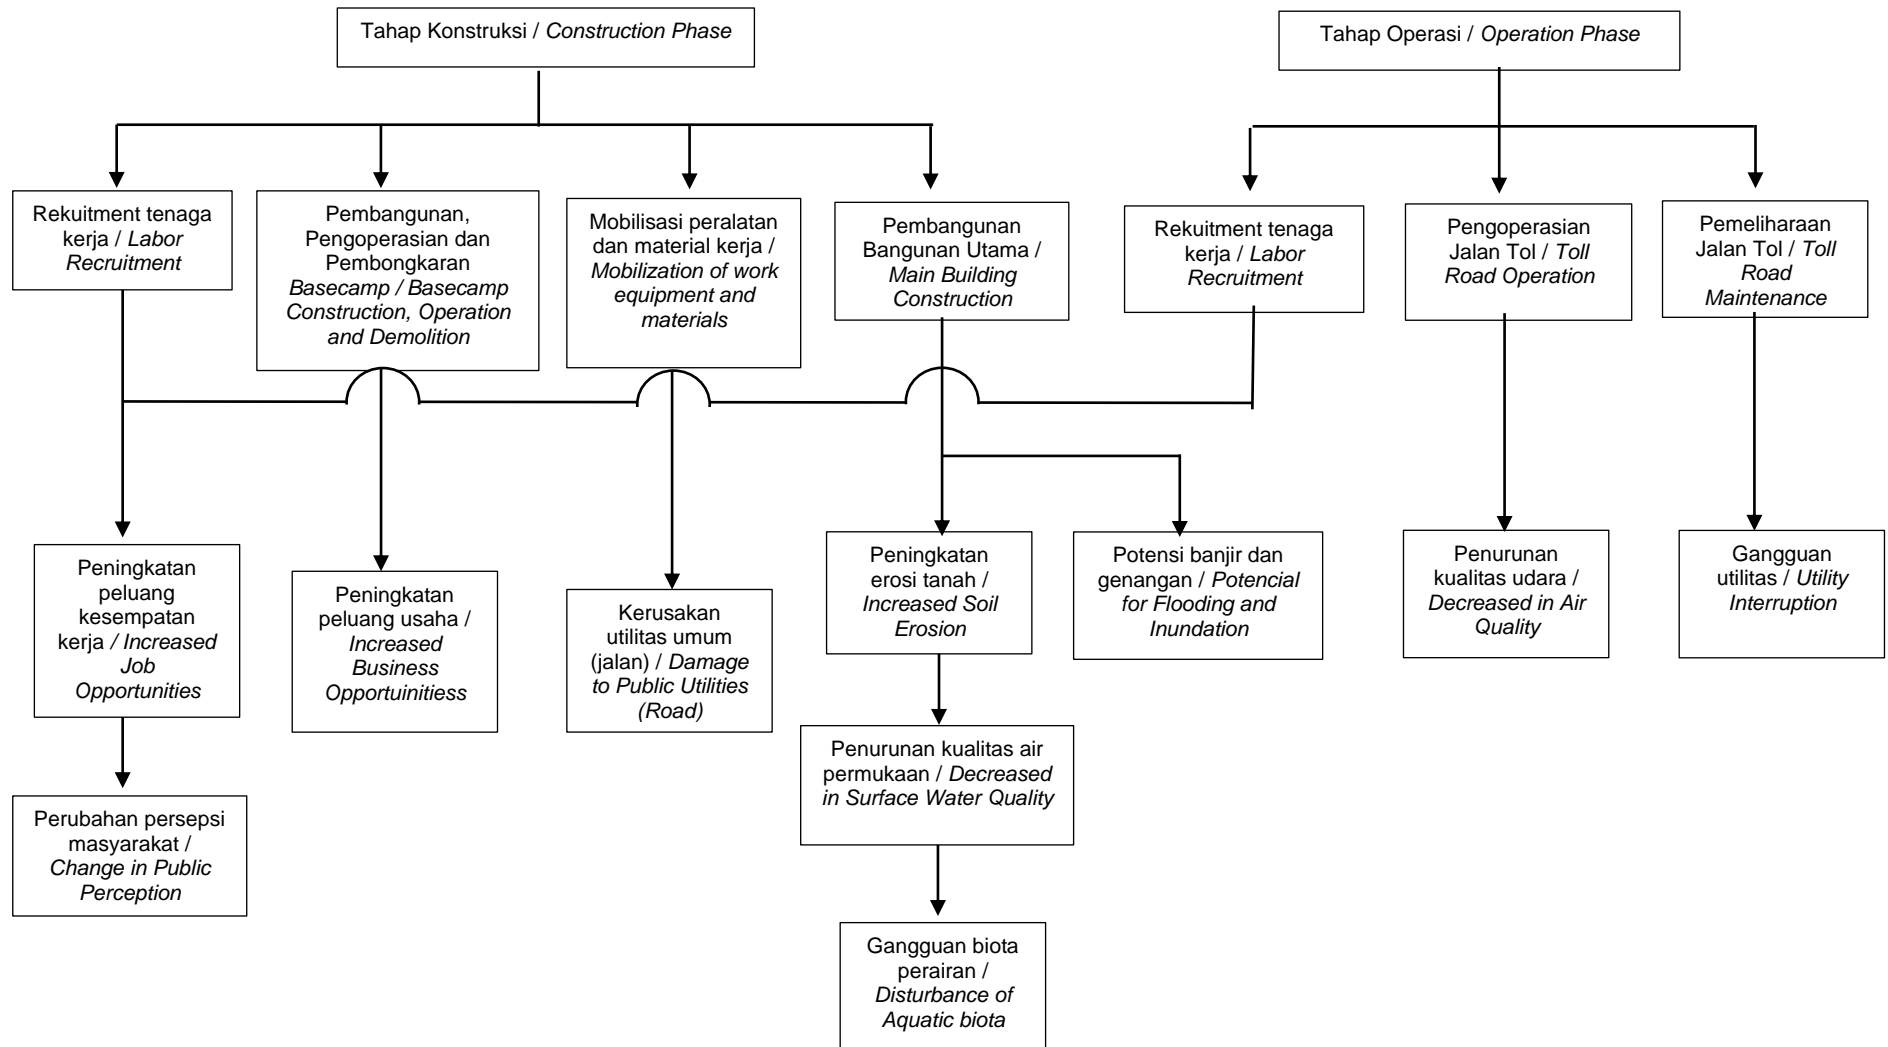 Tahap Konstruksi / Construction Phase
Tahap Operasi / Operation Phase
Rekuitment tenaga
kerja / Labor
Recruitment
Pembangunan,
Pengoperasian dan
Pembongkaran
Basecamp / Basecamp
Construction, Operation
and Demolition
Mobilisasi peralatan
dan material kerja /
Mobilization of work
equipment and
materials
Pembangunan
Bangunan Utama /
Main Building
Construction
Rekuitment tenaga
kerja / Labor
Recruitment
Pengoperasian
Jalan Tol / Toll
Road Operation
Pemeliharaan
Jalan Tol / Toll
Road
Maintenance
Peningkatan
peluang
kesempatan
kerja / Increased
Job
Opportunities
Peningkatan
peluang usaha /
Increased
Business
Opportuinitiess
Kerusakan
utilitas umum
(jalan) / Damage
to Public Utilities
(Road)
Peningkatan
erosi tanah /
Increased Soil
Erosion
Potensi banjir dan
genangan / Potencial
for Flooding and
Inundation
Penurunan
kualitas udara /
Decreased in Air
Quality
Gangguan
utilitas / Utility
Interruption
Penurunan kualitas air
permukaan / Decreased
in Surface Water Quality
Perubahan persepsi
masyarakat /
Change in Public
Perception
Gangguan biota
perairan /
Disturbance of
Aquatic biota